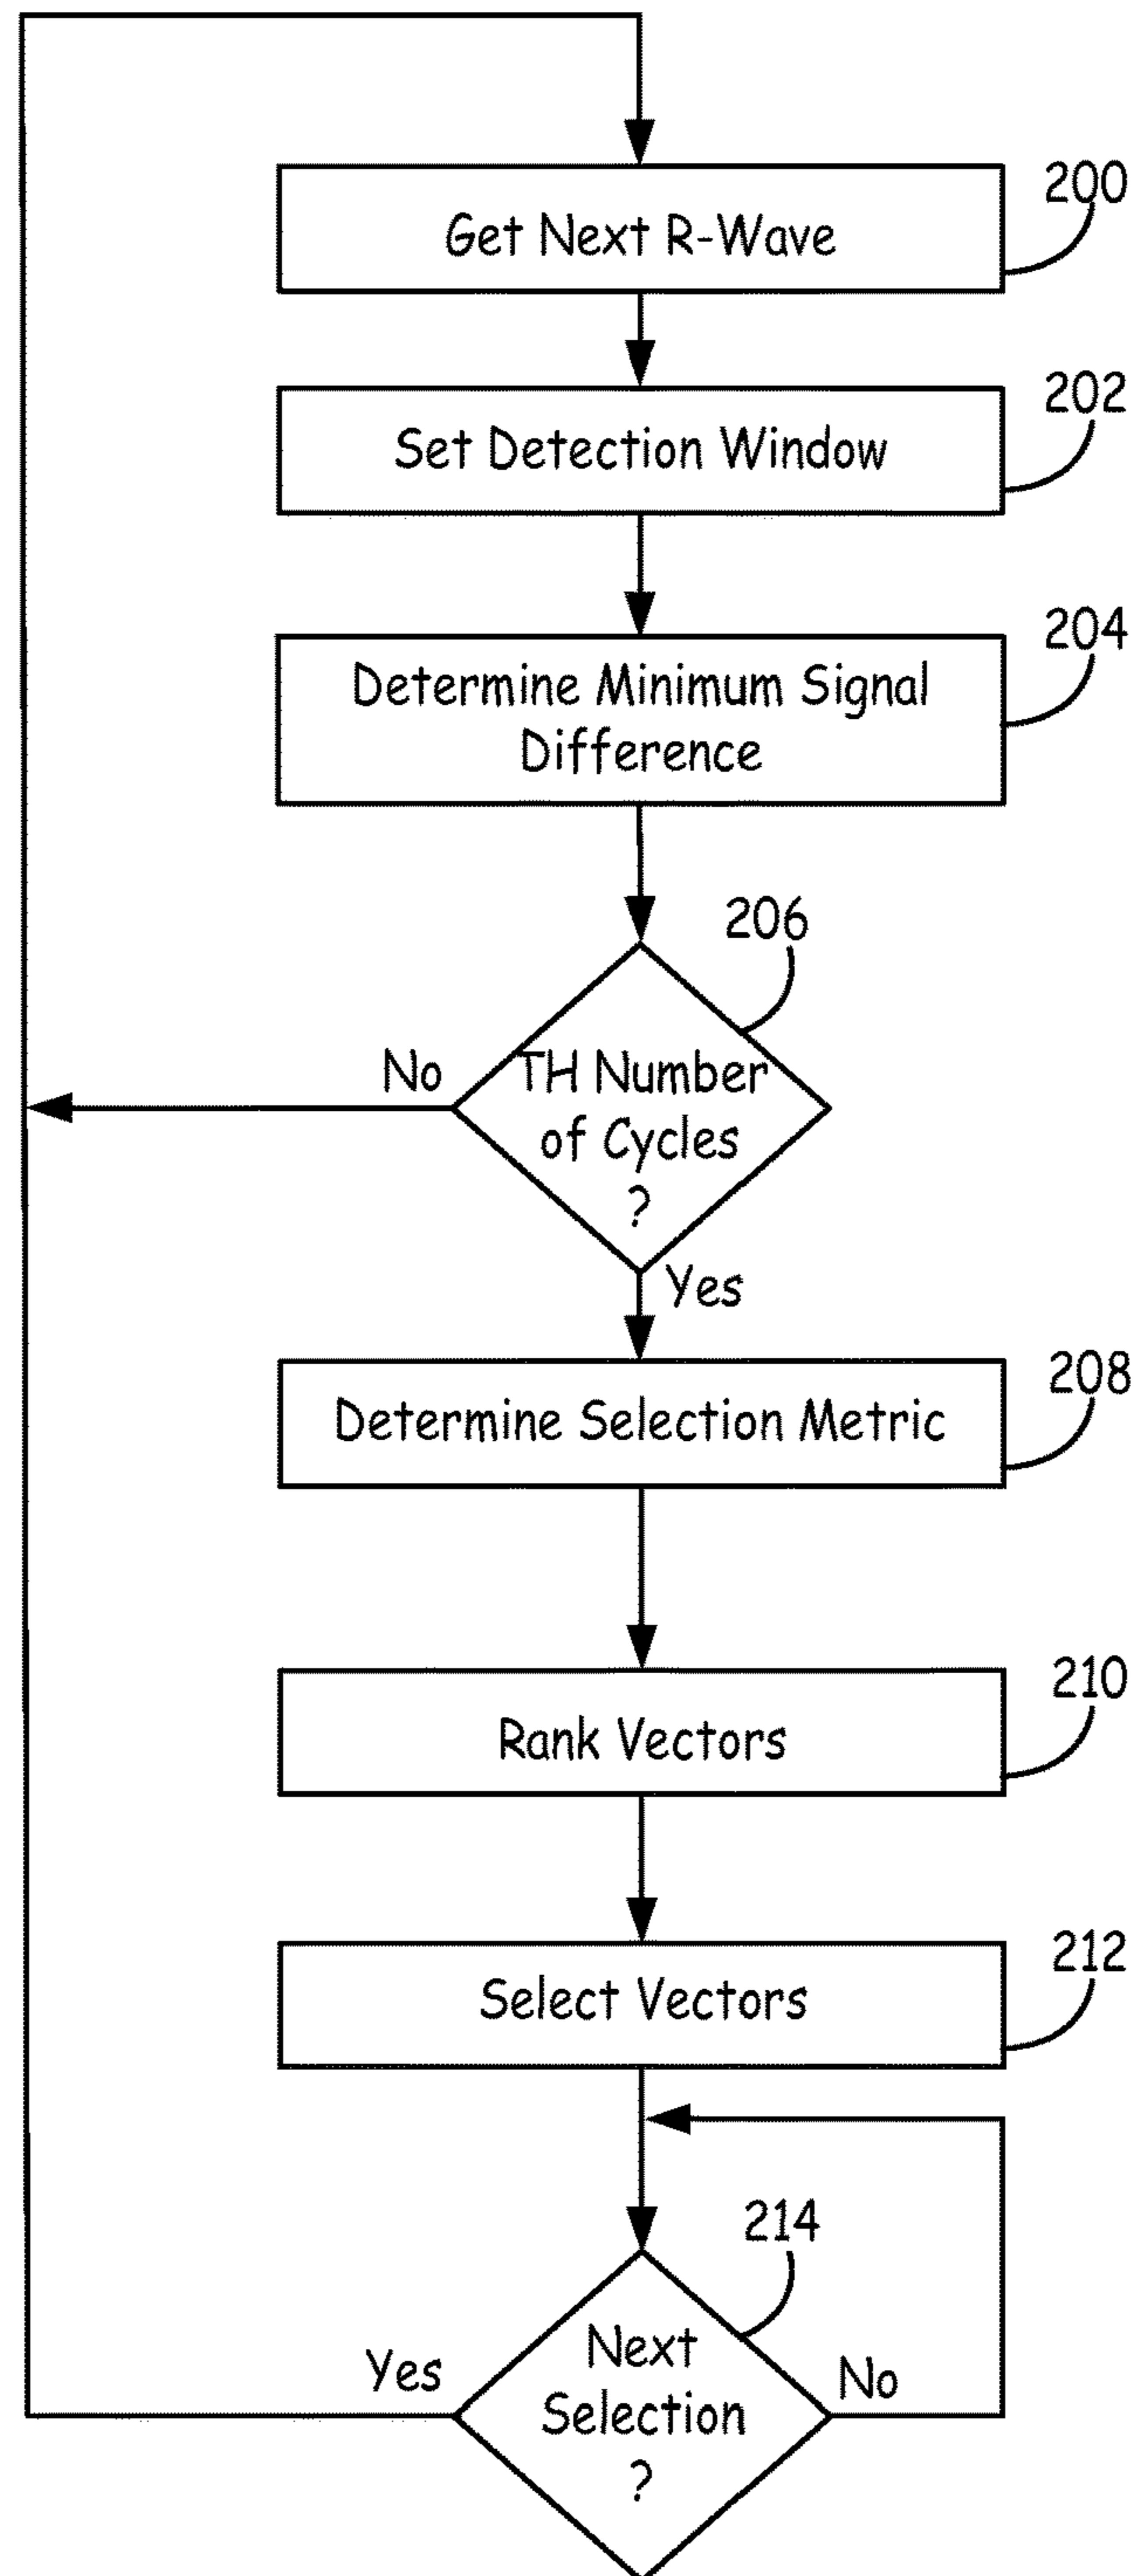 200
Get Next R-Wave
202
Set Detection Window
204
Determine Minimum Signal
Difference
206
No
TH Number
of Cycles
?
Yes
208
Determine Selection Metric
210
Rank Vectors
212
Select Vectors
214
Yes
Next
Selection
?
No